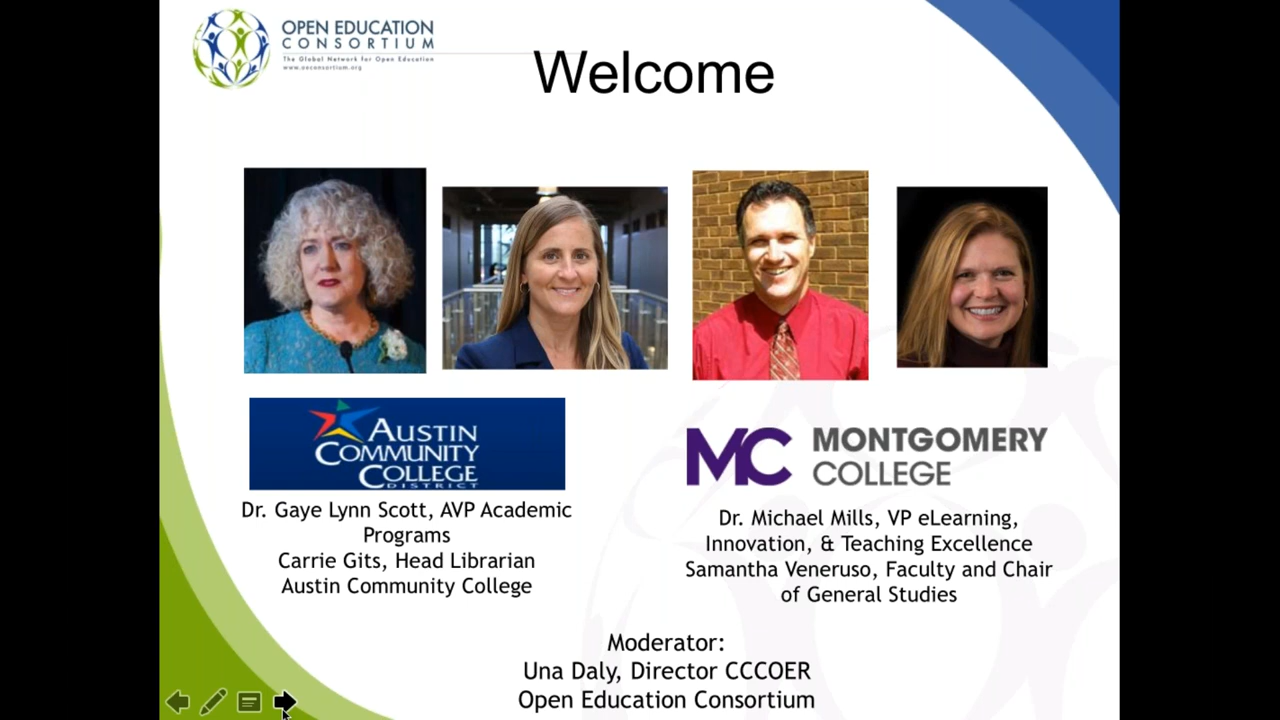 OPEN EDUCATION
CONSORTIUM
The Global Network for Open Education
www.oeconsortium.org
Welcome
AUSTIN
COMMUNITY
COLLEGE
DISTRICT
MC MONTGOMERY
COLLEGE
Dr. Gaye Lynn Scott, AVP Academic
Programs
Carrie Gits, Head Librarian
Austin Community College
Dr. Michael Mills, VP eLearning,
Innovation, & Teaching Excellence
Samantha Veneruso, Faculty and Chair
of General Studies
Moderator:
Una Daly, Director CCCOER
Open Education Consortium